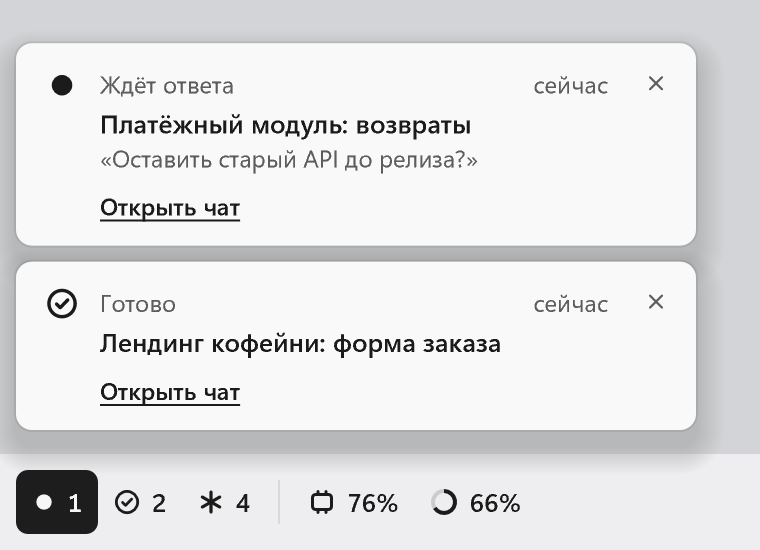 Ждёт ответа сейчас
Платёжный модуль: возвраты
«Оставить старый API до релиза?»
Открыть чат
Готово сейчас
Лендинг кофейни: форма заказа
Открыть чат
1 2 4 76% 66%